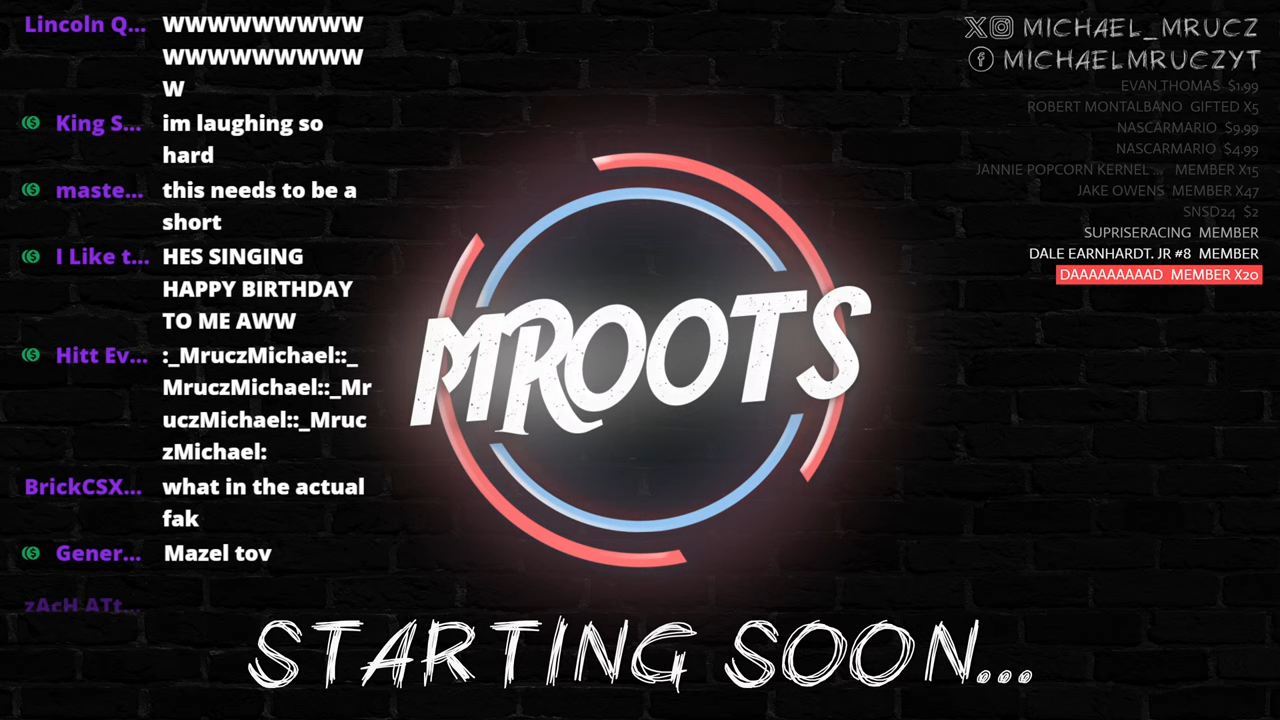 Lincoln Q... WWWWWWWWWW
WWWWWWWWWW
W
King S... im laughing so
hard
maste... this needs to be a
short
I Like t... HES SINGING
HAPPY BIRTHDAY
TO ME AWW
Hitt Ev... :_MruczMichael::_
MruczMichael::_Mr
uczMichael::_Mruc
zMichael:
BrickCSX... what in the actual
fak
Gener... Mazel tov
zAcH ATt...
MICHAEL_MRUCZ
MICHAELMRUCZYT
EVAN THOMAS $1.99
ROBERT MONTALBANO GIFTED X5
NASCARMARIO $9.99
NASCARMARIO $4.99
JANNIE POPCORN KERNEL ... MEMBER X15
JAKE OWENS MEMBER X47
SNSD24 $2
SUPRISERACING MEMBER
DALE EARNHARDT. JR #8 MEMBER
DAAAAAAAAAD MEMBER X20
MROOTS
STARTING SOON...